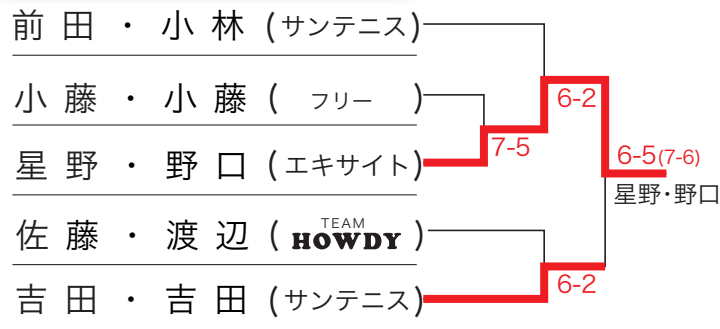 前田・小林(サンテニス)
小藤・小藤( フリー )
7-5
星野・野口(エキサイト)
6-2
6-5(7-6)
星野・野口
佐藤・渡辺( TEAM HOWDY )
吉田・吉田(サンテニス)
6-2